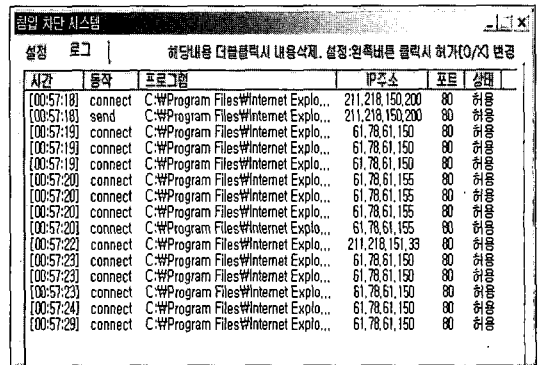 침입 차단 시스템
설정 로그 해당내용 더블클릭시 내용삭제. 설정:왼쪽버튼 클릭시 허가(O/X) 변경
시간 동작 프로그램 IP주소 포트 상태
[00:57:18] connect C:₩Program Files₩Internet Explo... 211,218,150,200 80 허용
[00:57:18] send C:₩Program Files₩Internet Explo... 211,218,150,200 80 허용
[00:57:19] connect C:₩Program Files₩Internet Explo... 61,78,61,150 80 허용
[00:57:19] connect C:₩Program Files₩Internet Explo... 61,78,61,150 80 허용
[00:57:19] connect C:₩Program Files₩Internet Explo... 61,78,61,150 80 허용
[00:57:20] connect C:₩Program Files₩Internet Explo... 61,78,61,155 80 허용
[00:57:20] connect C:₩Program Files₩Internet Explo... 61,78,61,155 80 허용
[00:57:20] connect C:₩Program Files₩Internet Explo... 61,78,61,155 80 허용
[00:57:20] connect C:₩Program Files₩Internet Explo... 61,78,61,155 80 허용
[00:57:22] connect C:₩Program Files₩Internet Explo... 211,218,151,33 80 허용
[00:57:23] connect C:₩Program Files₩Internet Explo... 61,78,61,150 80 허용
[00:57:23] connect C:₩Program Files₩Internet Explo... 61,78,61,150 80 허용
[00:57:23] connect C:₩Program Files₩Internet Explo... 61,78,61,150 80 허용
[00:57:24] connect C:₩Program Files₩Internet Explo... 61,78,61,150 80 허용
[00:57:29] connect C:₩Program Files₩Internet Explo... 61,78,61,150 80 허용